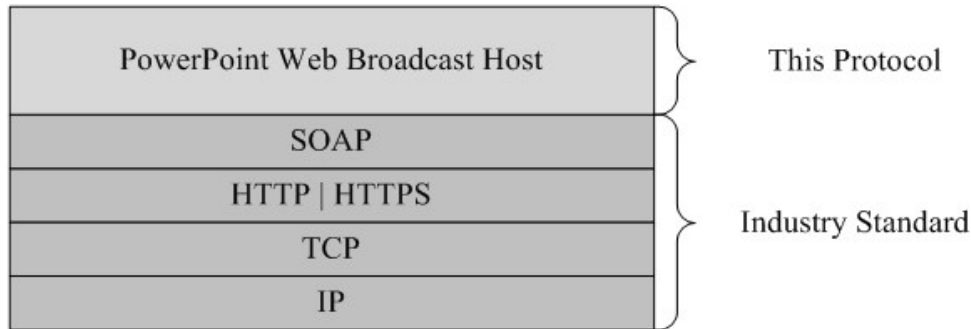 PowerPoint Web Broadcast Host
This Protocol
SOAP
HTTP | HTTPS
TCP
IP
Industry Standard